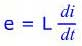 e = L di/dt